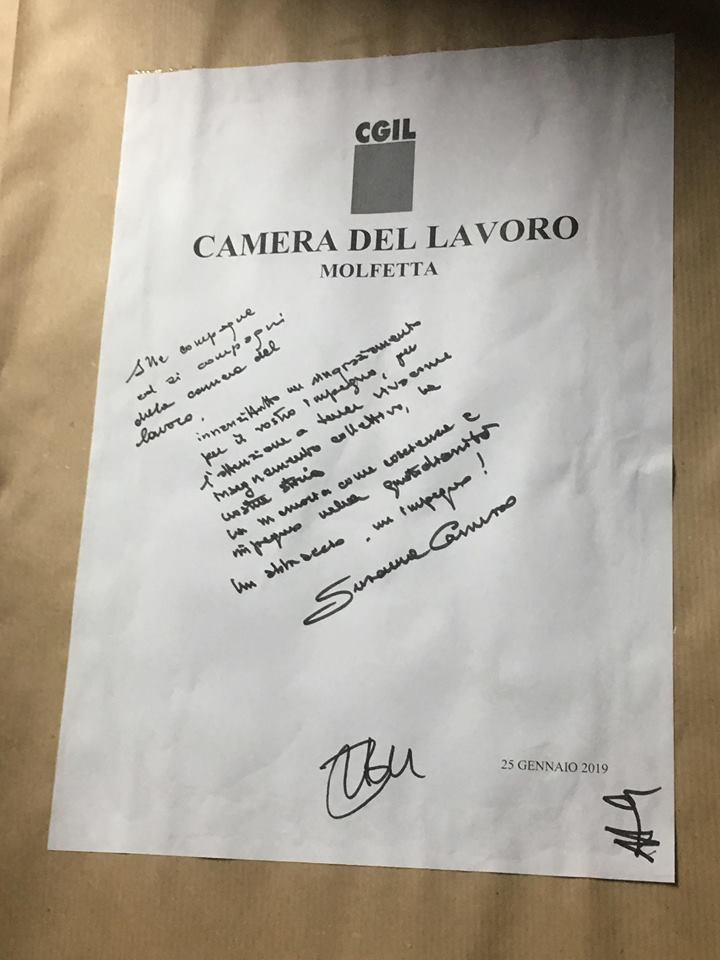 CGIL
CAMERA DEL LAVORO
MOLFETTA
Alle compagne
ed ai compagni
della camera del
lavoro.
innanzitutto un ringraziamento
per il vostro impegno, per
l'attenzione a tener viva come
insegnamento collettivo, la
nostra storia
la memoria come coscienza e
impegno nella quotidianità
Un abbraccio, un impegno!
Susanna Camusso
25 GENNAIO 2019